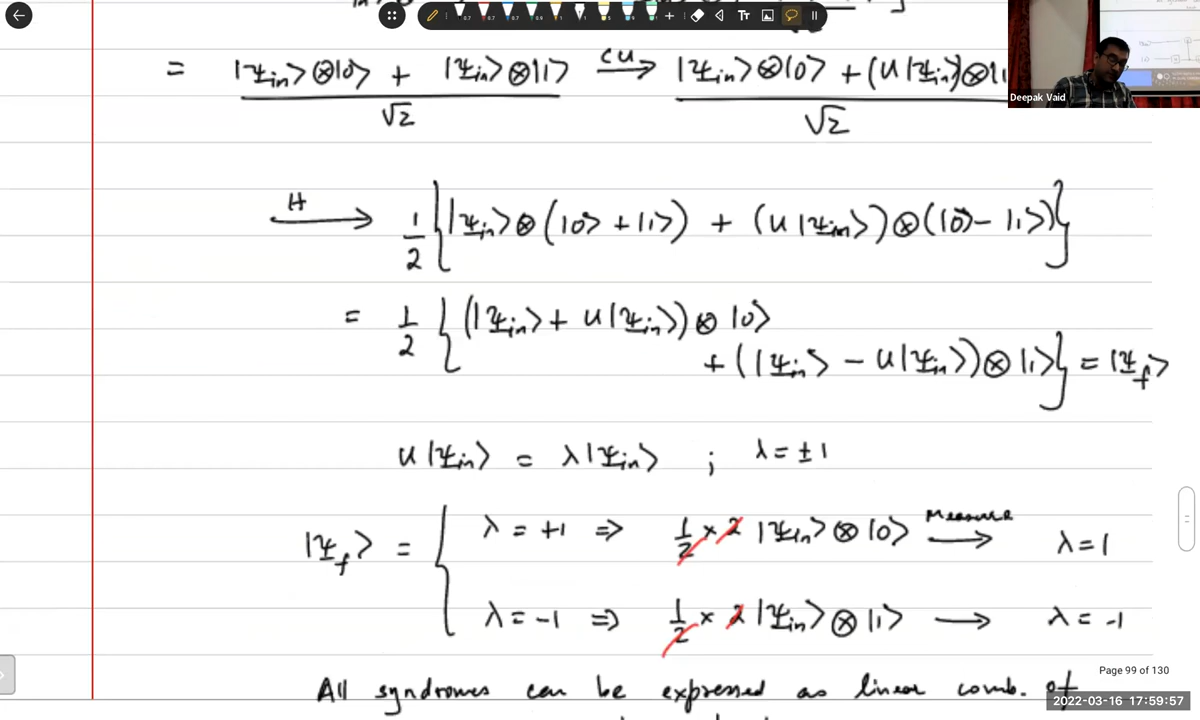 = |Ψin>⊗|0> + |Ψin>⊗|1> / √2 —CU→ |Ψin>⊗|0> + (U|Ψin>)⊗|1 / √2
—H→ 1/2 { |Ψin>⊗(|0> + |1>) + (U|Ψin>)⊗(|0> - |1>) }
= 1/2 { (|Ψin> + U|Ψin>)⊗|0>
+ (|Ψin> - U|Ψin>)⊗|1> } = |Ψf>
U|Ψin> = λ|Ψin> ; λ = ±1
|Ψf> = { λ = +1 => 1/2 × 2 |Ψin>⊗|0> —Measure→ λ = 1
λ = -1 => 1/2 × 2 |Ψin>⊗|1> → λ = -1
All syndromes can be expressed as linear comb. of
Deepak Vaid
Tт
Page 99 of 130
2022-03-16 17:59:57